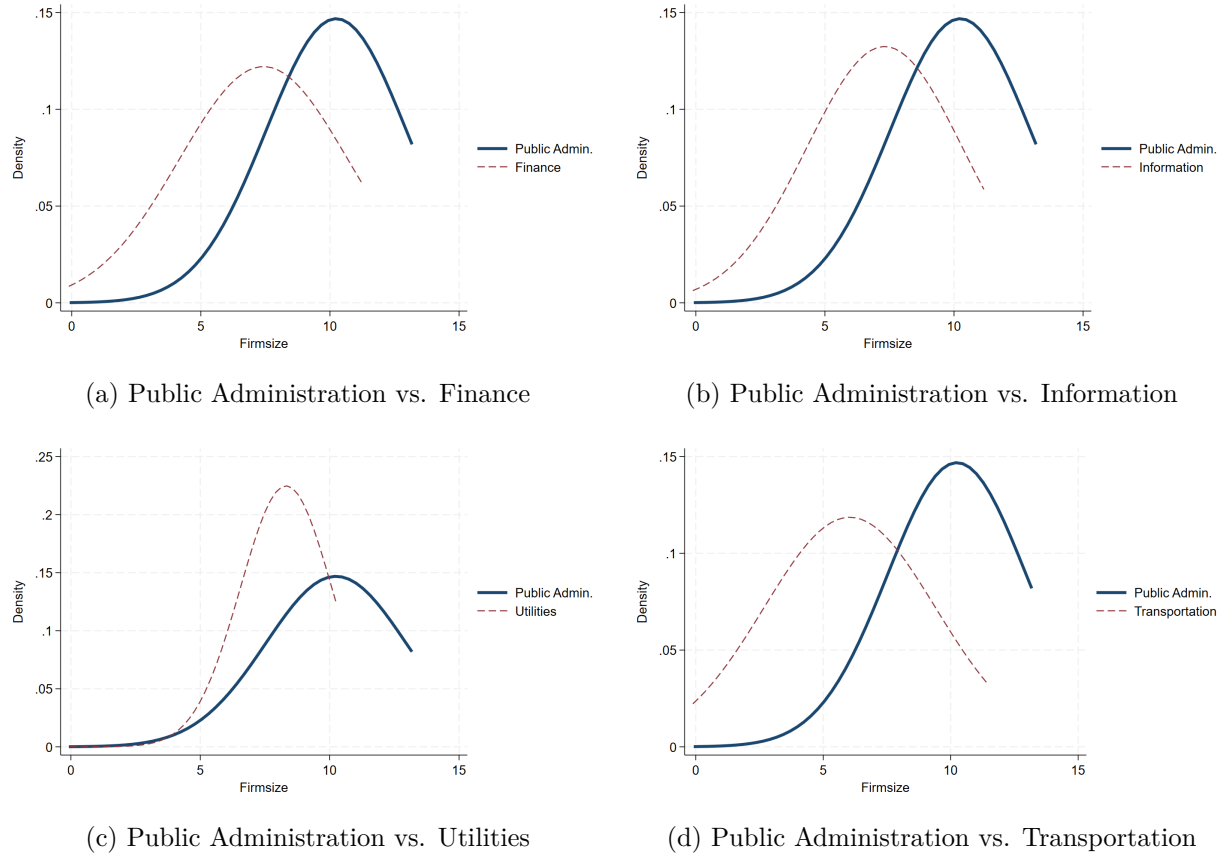 .15
.1
.05
0
Density
0
5
10
15
Firmsize
Public Admin.
Finance
(a) Public Administration vs. Finance
.15
.1
.05
0
Density
0
5
10
15
Firmsize
Public Admin.
Information
(b) Public Administration vs. Information
.25
.2
.15
.1
.05
0
Density
0
5
10
15
Firmsize
Public Admin.
Utilities
(c) Public Administration vs. Utilities
.15
.1
.05
0
Density
0
5
10
15
Firmsize
Public Admin.
Transportation
(d) Public Administration vs. Transportation